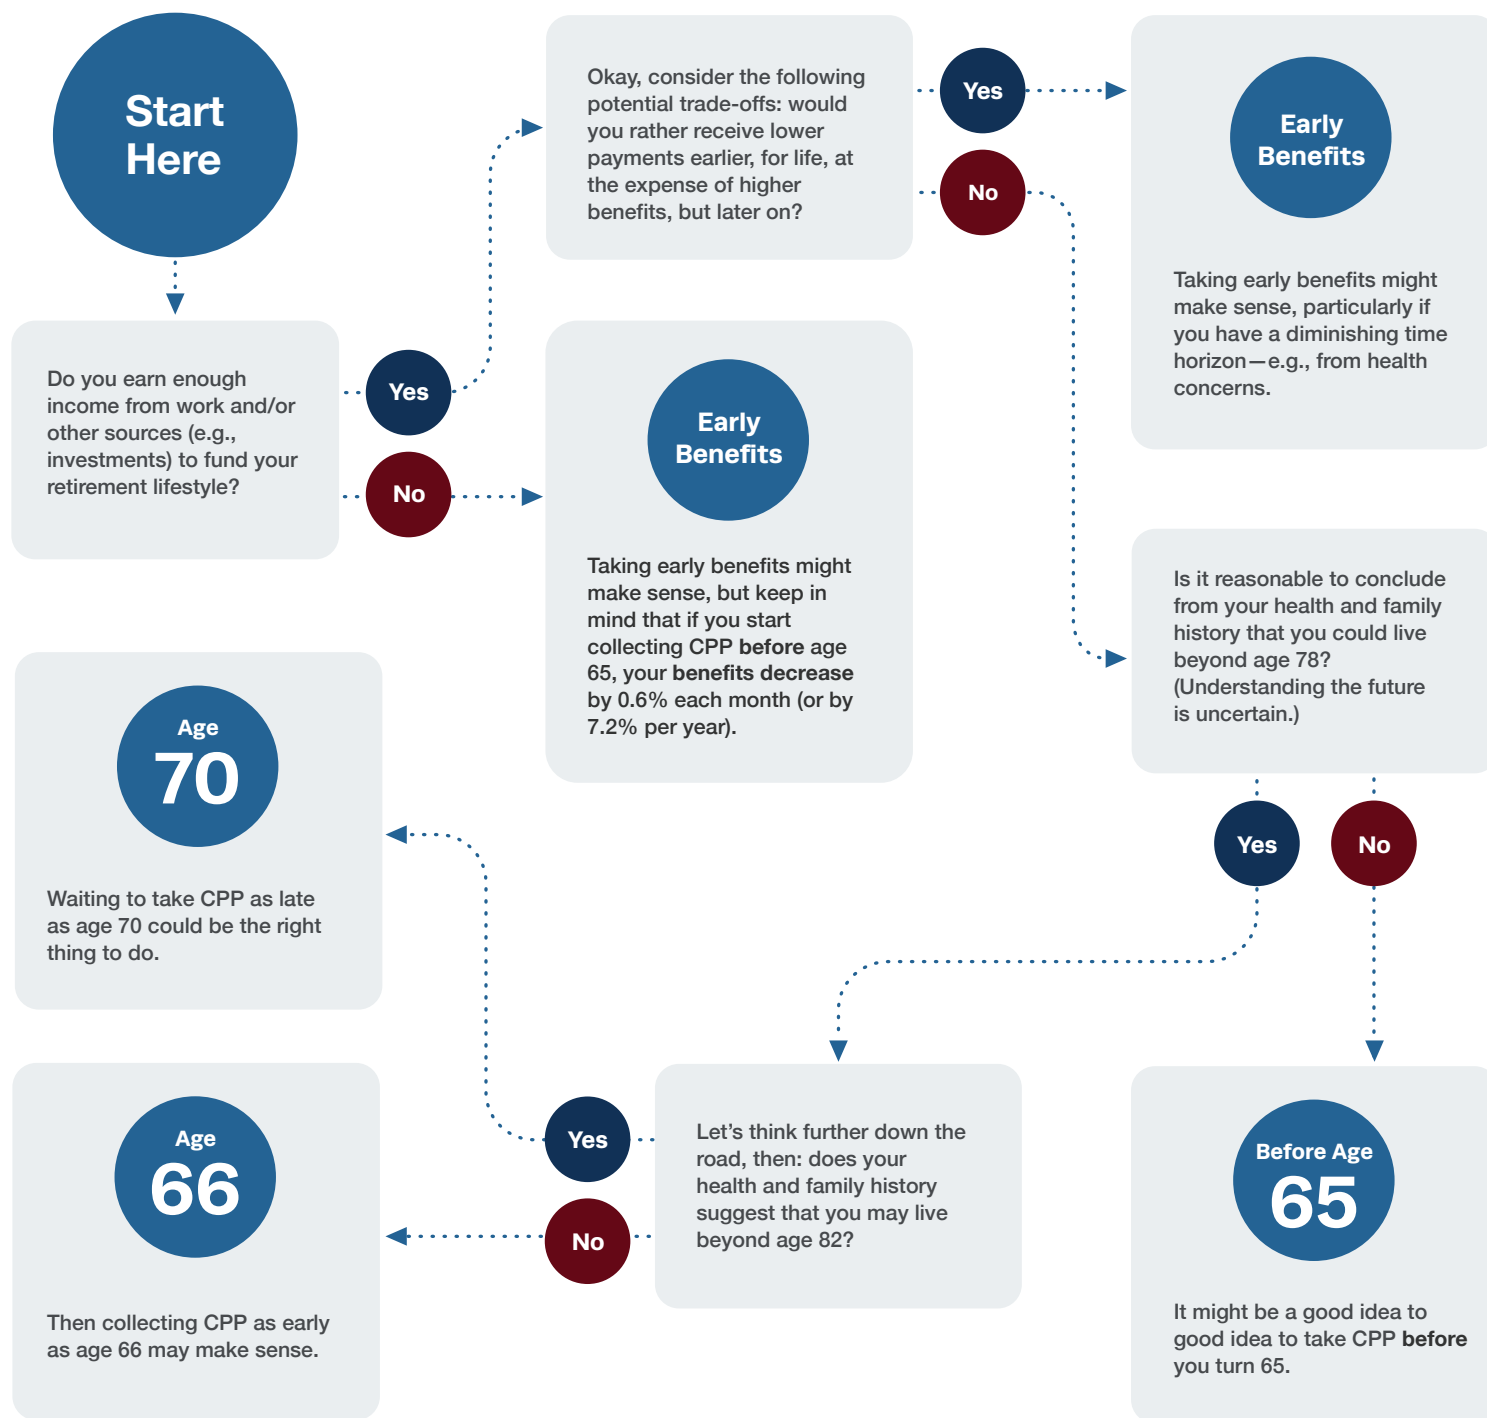 Start
Here
Do you earn enough
income from work and/or
other sources (e.g.,
investments) to fund your
retirement lifestyle?
Yes
No
Okay, consider the following
potential trade-offs: would
you rather receive lower
payments earlier, for life, at
the expense of higher
benefits, but later on?
Yes
No
Early
Benefits
Taking early benefits might
make sense, particularly if
you have a diminishing time
horizon—e.g., from health
concerns.
Early
Benefits
Taking early benefits might
make sense, but keep in
mind that if you start
collecting CPP before age
65, your benefits decrease
by 0.6% each month (or by
7.2% per year).
Is it reasonable to conclude
from your health and family
history that you could live
beyond age 78?
(Understanding the future
is uncertain.)
Yes
No
Age
70
Waiting to take CPP as late
as age 70 could be the right
thing to do.
Age
66
Then collecting CPP as early
as age 66 may make sense.
Yes
No
Let's think further down the
road, then: does your
health and family history
suggest that you may live
beyond age 82?
Before Age
65
It might be a good idea to
good idea to take CPP before
you turn 65.